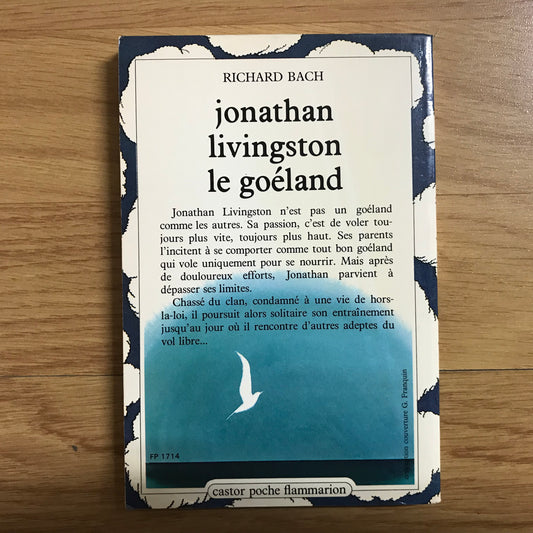 RICHARD BACH
jonathan
livingston
le goéland
Jonathan Livingston n'est pas un goéland
comme les autres. Sa passion, c'est de voler tou-
jours plus vite, toujours plus haut. Ses parents
l'incitent à se comporter comme tout bon goéland
qui vole uniquement pour se nourrir. Mais après
de douloureux efforts, Jonathan parvient à
dépasser ses limites.
Chassé du clan, condamné à une vie de hors-
la-loi, il poursuit alors solitaire son entraînement
jusqu'au jour où il rencontre d'autres adeptes du
vol libre...
couverture G. Franquin
FP 1714
castor poche flammarion